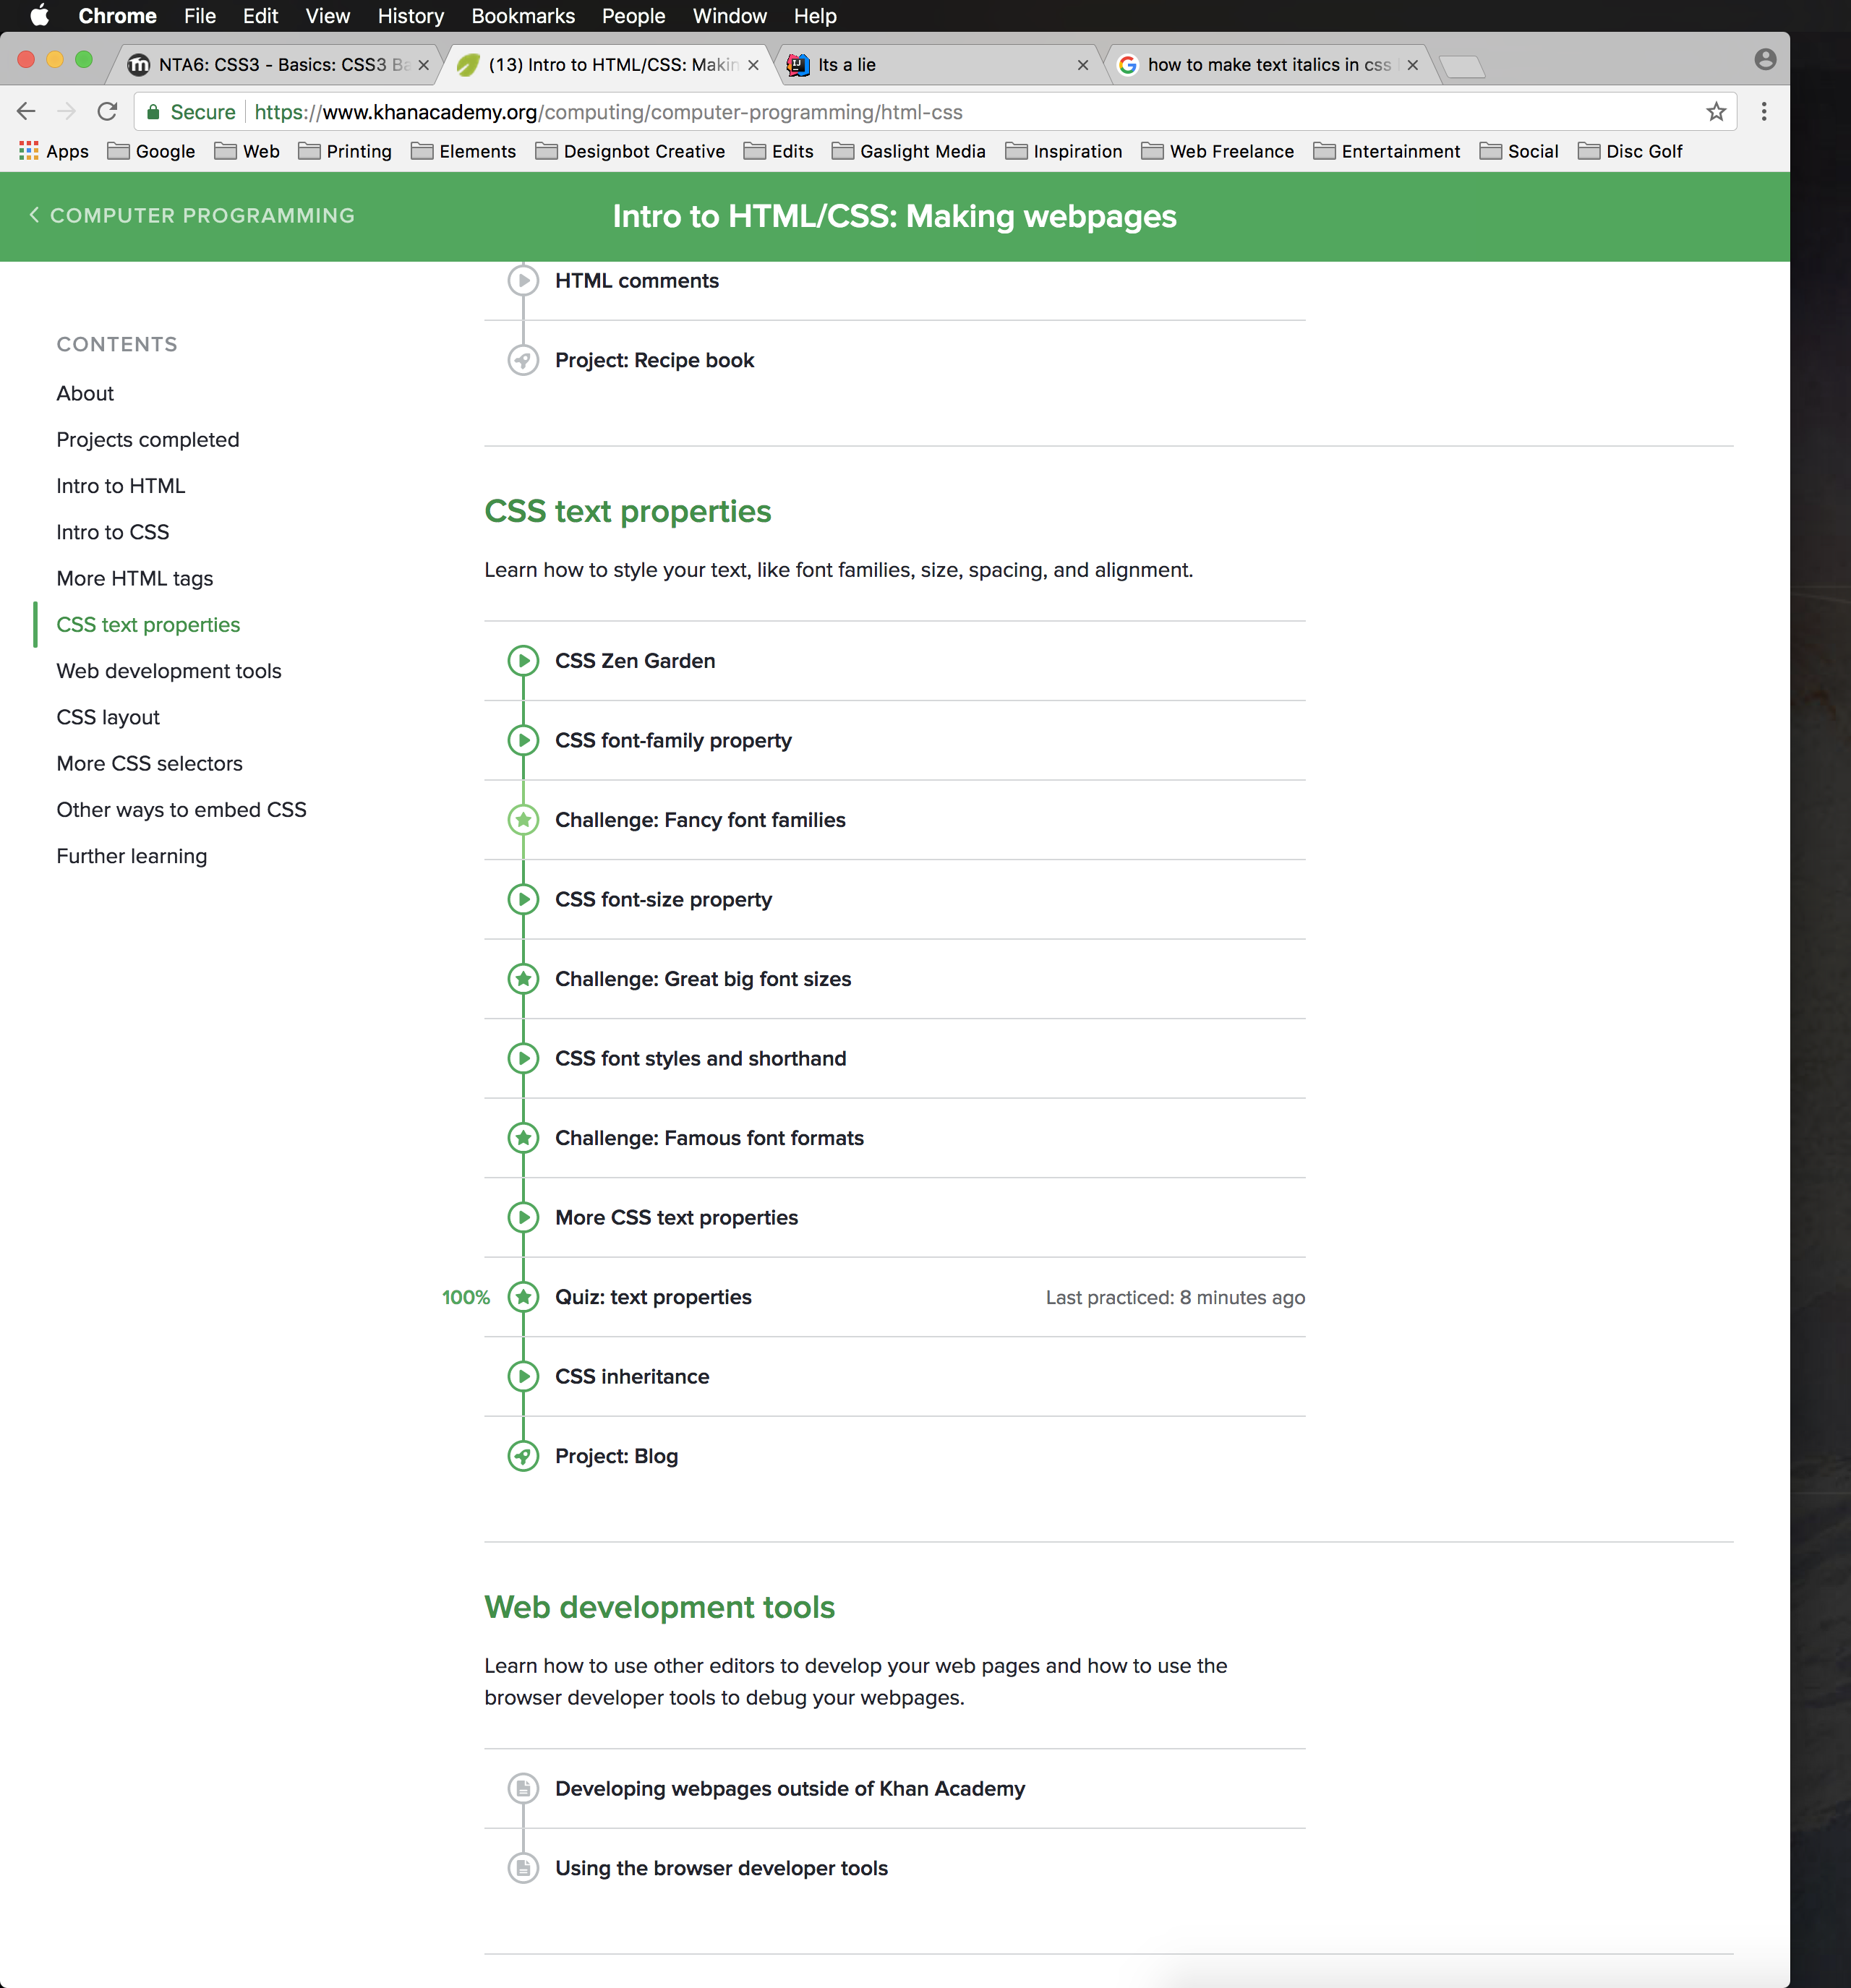 Chrome File Edit View History Bookmarks People Window Help
NTA6: CSS3 - Basics: CSS3 Ba (13) Intro to HTML/CSS: Makin Its a lie how to make text italics in css
Secure https://www.khanacademy.org/computing/computer-programming/html-css
Apps Google Web Printing Elements Designbot Creative Edits Gaslight Media Inspiration Web Freelance Entertainment Social Disc Golf
COMPUTER PROGRAMMING
Intro to HTML/CSS: Making webpages
CONTENTS
About
Projects completed
Intro to HTML
Intro to CSS
More HTML tags
CSS text properties
Web development tools
CSS layout
More CSS selectors
Other ways to embed CSS
Further learning
HTML comments
Project: Recipe book
CSS text properties
Learn how to style your text, like font families, size, spacing, and alignment.
CSS Zen Garden
CSS font-family property
Challenge: Fancy font families
CSS font-size property
Challenge: Great big font sizes
CSS font styles and shorthand
Challenge: Famous font formats
More CSS text properties
100% Quiz: text properties Last practiced: 8 minutes ago
CSS inheritance
Project: Blog
Web development tools
Learn how to use other editors to develop your web pages and how to use the
browser developer tools to debug your webpages.
Developing webpages outside of Khan Academy
Using the browser developer tools